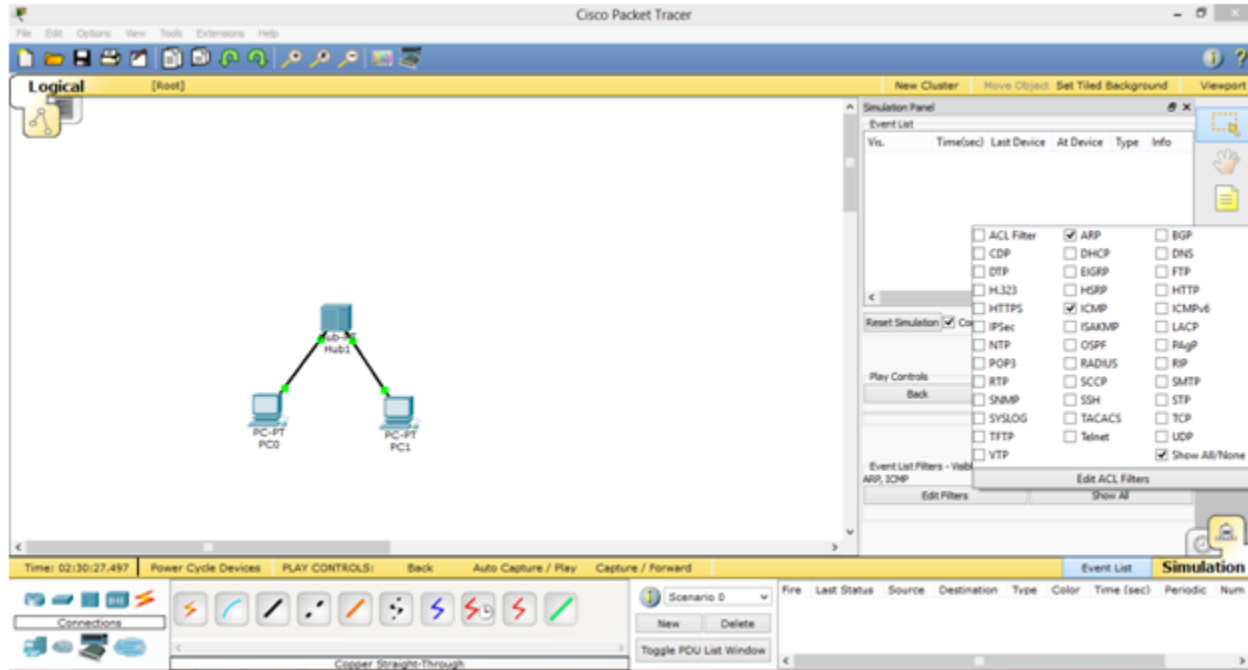 Cisco Packet Tracer
File Edit Options View Tools Extensions Help
Logical [Root] New Cluster Move Object Set Tiled Background Viewport
Simulation Panel
Event List
Vis. Time(sec) Last Device At Device Type Info
ACL Filter ARP BGP
CDP DHCP DNS
DTP EIGRP FTP
H.323 HSRP HTTP
HTTPS ICMP ICMPv6
IPSec ISAKMP LACP
NTP OSPF PAgP
POP3 RADIUS RIP
RTP SCCP SMTP
SNMP SSH STP
SYSLOG TACACS TCP
TFTP Telnet UDP
VTP Show All/None
Edit ACL Filters
Reset Simulation
Play Controls
Back
Event List Filters - Visib
ARP, ICMP
Edit Filters Show All
Hub1
PC-PT
PC0
PC-PT
PC1
Time: 02:30:27.497 Power Cycle Devices PLAY CONTROLS: Back Auto Capture / Play Capture / Forward Event List Simulation
Connections
Copper Straight-Through
Scenario 0
New Delete
Toggle PDU List Window
Fire Last Status Source Destination Type Color Time (sec) Periodic Num